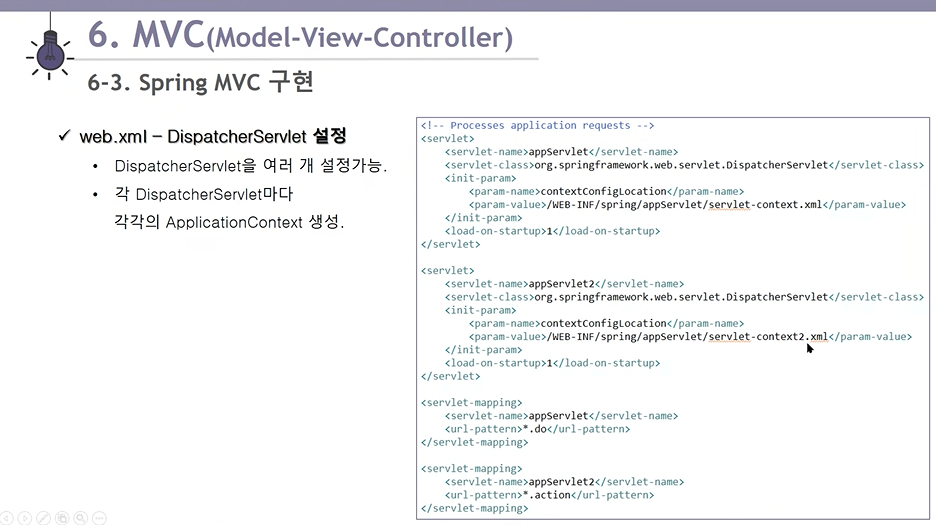 6. MVC(Model-View-Controller)
6-3. Spring MVC 구현
✓ web.xml – DispatcherServlet 설정
• DispatcherServlet을 여러 개 설정가능.
• 각 DispatcherServlet마다
각각의 ApplicationContext 생성.
<!-- Processes application requests -->
<servlet>
<servlet-name>appServlet</servlet-name>
<servlet-class>org.springframework.web.servlet.DispatcherServlet</servlet-class>
<init-param>
<param-name>contextConfigLocation</param-name>
<param-value>/WEB-INF/spring/appServlet/servlet-context.xml</param-value>
</init-param>
<load-on-startup>1</load-on-startup>
</servlet>
<servlet>
<servlet-name>appServlet2</servlet-name>
<servlet-class>org.springframework.web.servlet.DispatcherServlet</servlet-class>
<init-param>
<param-name>contextConfigLocation</param-name>
<param-value>/WEB-INF/spring/appServlet/servlet-context2.xml</param-value>
</init-param>
<load-on-startup>1</load-on-startup>
</servlet>
<servlet-mapping>
<servlet-name>appServlet</servlet-name>
<url-pattern>*.do</url-pattern>
</servlet-mapping>
<servlet-mapping>
<servlet-name>appServlet2</servlet-name>
<url-pattern>*.action</url-pattern>
</servlet-mapping>